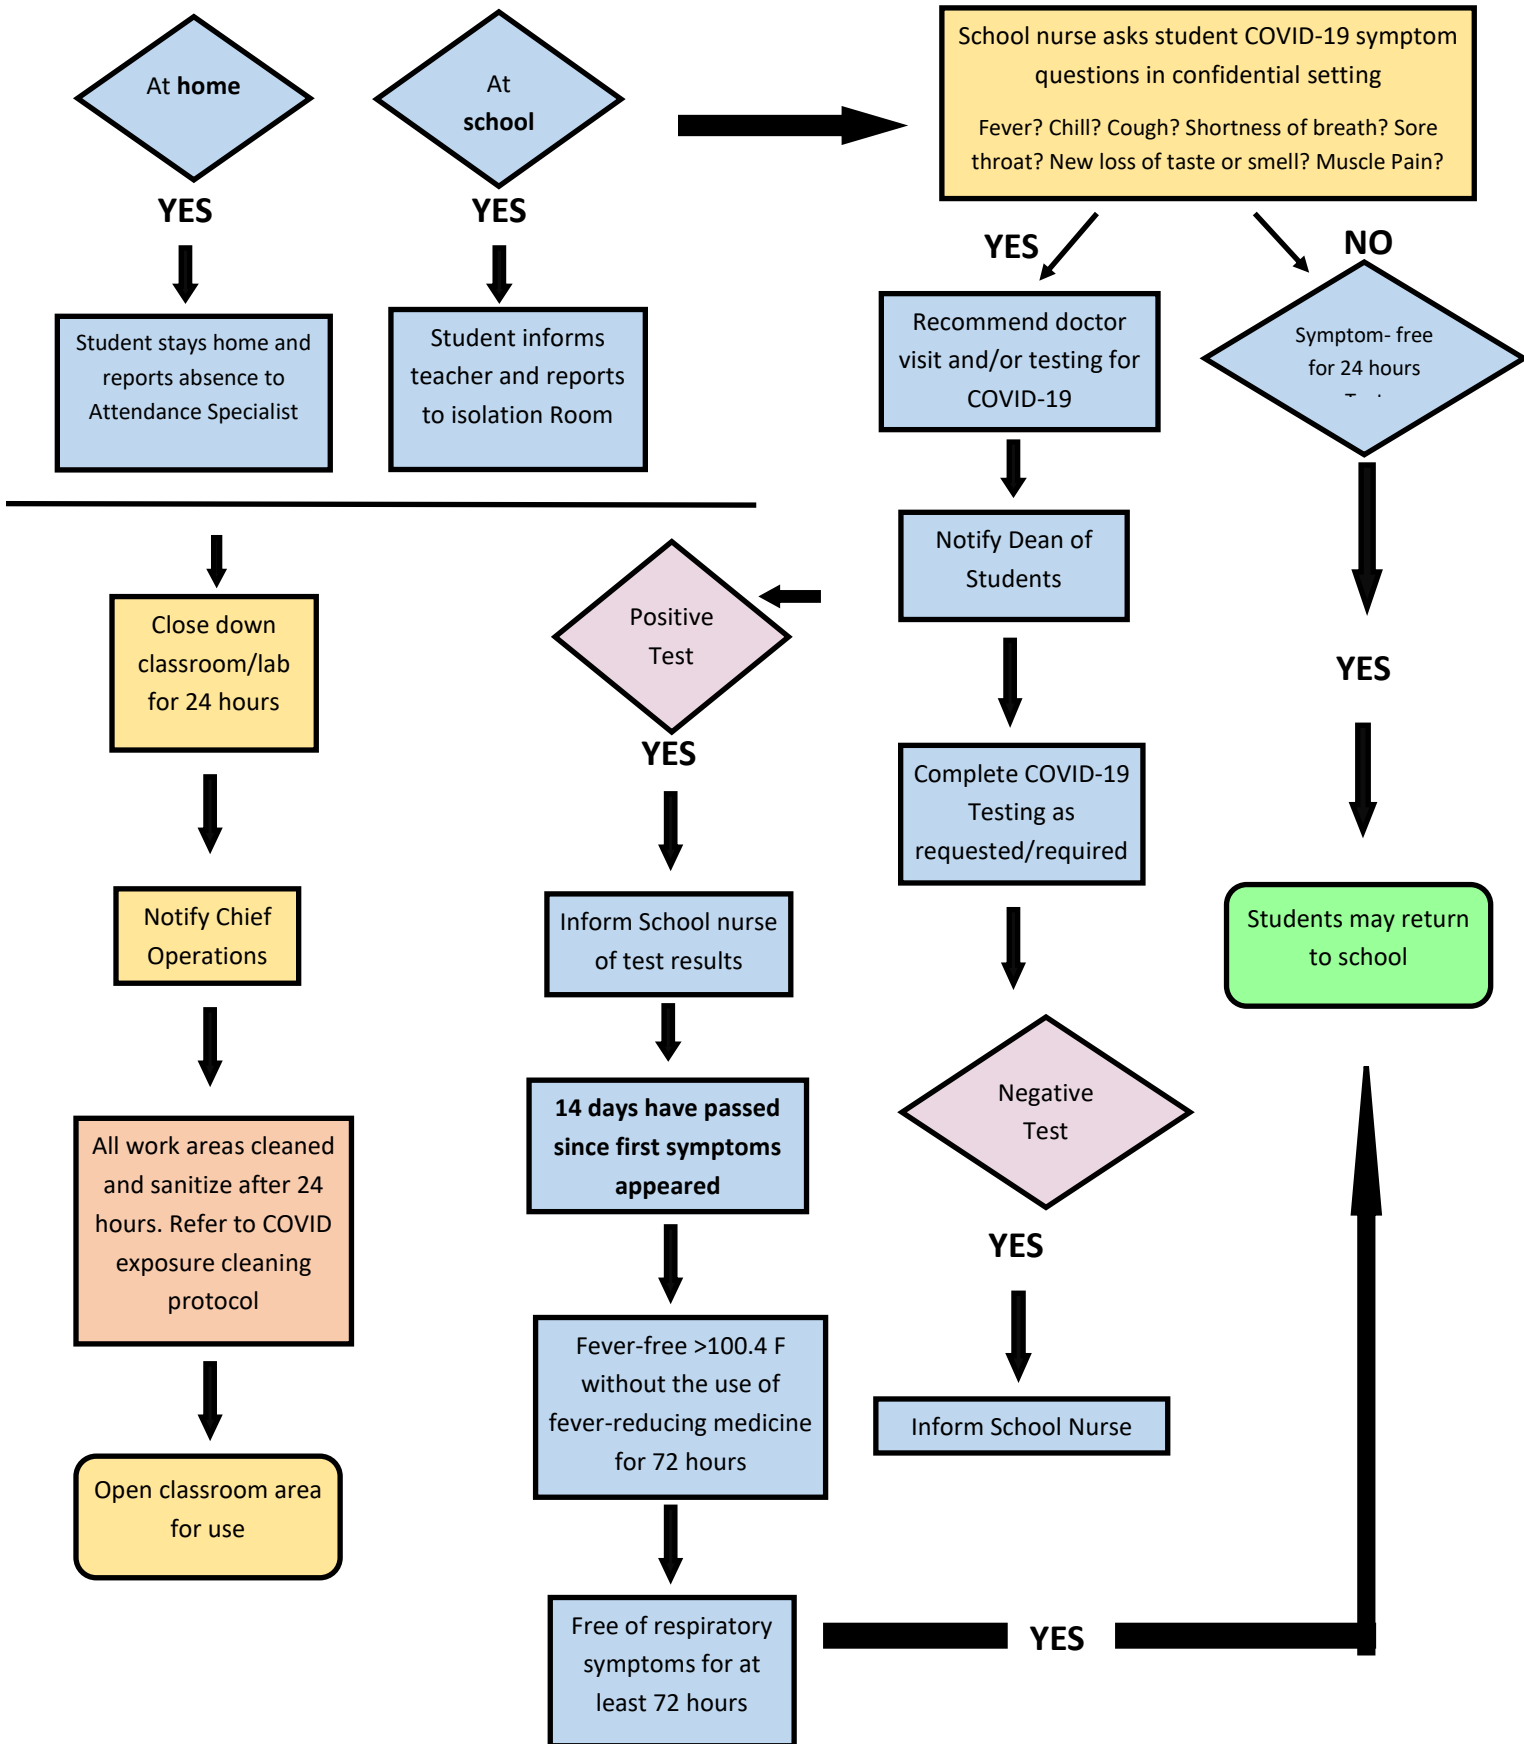 At home
YES
Student stays home and
reports absence to
Attendance Specialist
At
school
YES
Student informs
teacher and reports
to isolation Room
School nurse asks student COVID-19 symptom
questions in confidential setting
Fever? Chill? Cough? Shortness of breath? Sore
throat? New loss of taste or smell? Muscle Pain?
YES
NO
Recommend doctor
visit and/or testing for
COVID-19
Symptom- free
for 24 hours
Notify Dean of
Students
YES
Complete COVID-19
Testing as
requested/required
Students may return
to school
Negative
Test
YES
Inform School Nurse
Positive
Test
YES
Inform School nurse
of test results
14 days have passed
since first symptoms
appeared
Fever-free >100.4 F
without the use of
fever-reducing medicine
for 72 hours
Free of respiratory
symptoms for at
least 72 hours
YES
Close down
classroom/lab
for 24 hours
Notify Chief
Operations
All work areas cleaned
and sanitize after 24
hours. Refer to COVID
exposure cleaning
protocol
Open classroom area
for use